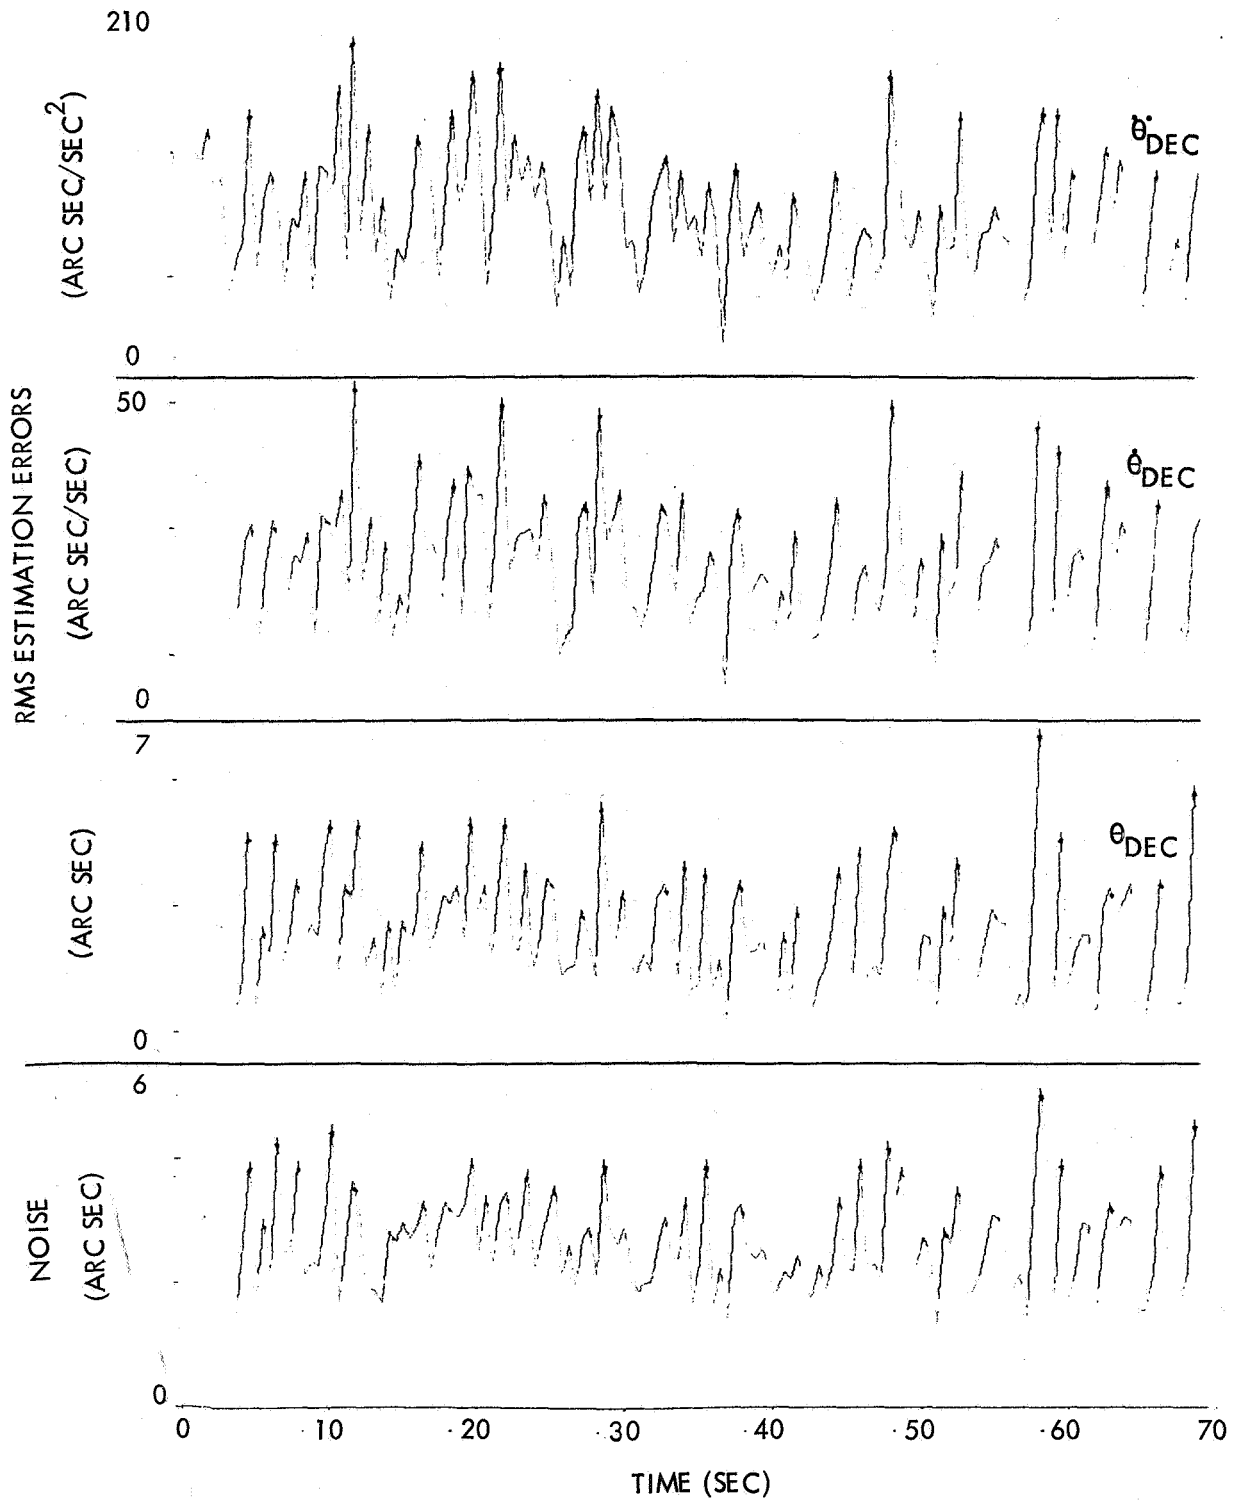 210
(ARC SEC/SEC²)
θ̈DEC
0
RMS ESTIMATION ERRORS
50
(ARC SEC/SEC)
θ̇DEC
0
7
(ARC SEC)
θDEC
0
6
NOISE
(ARC SEC)
0
0 10 20 30 40 50 60 70
TIME (SEC)